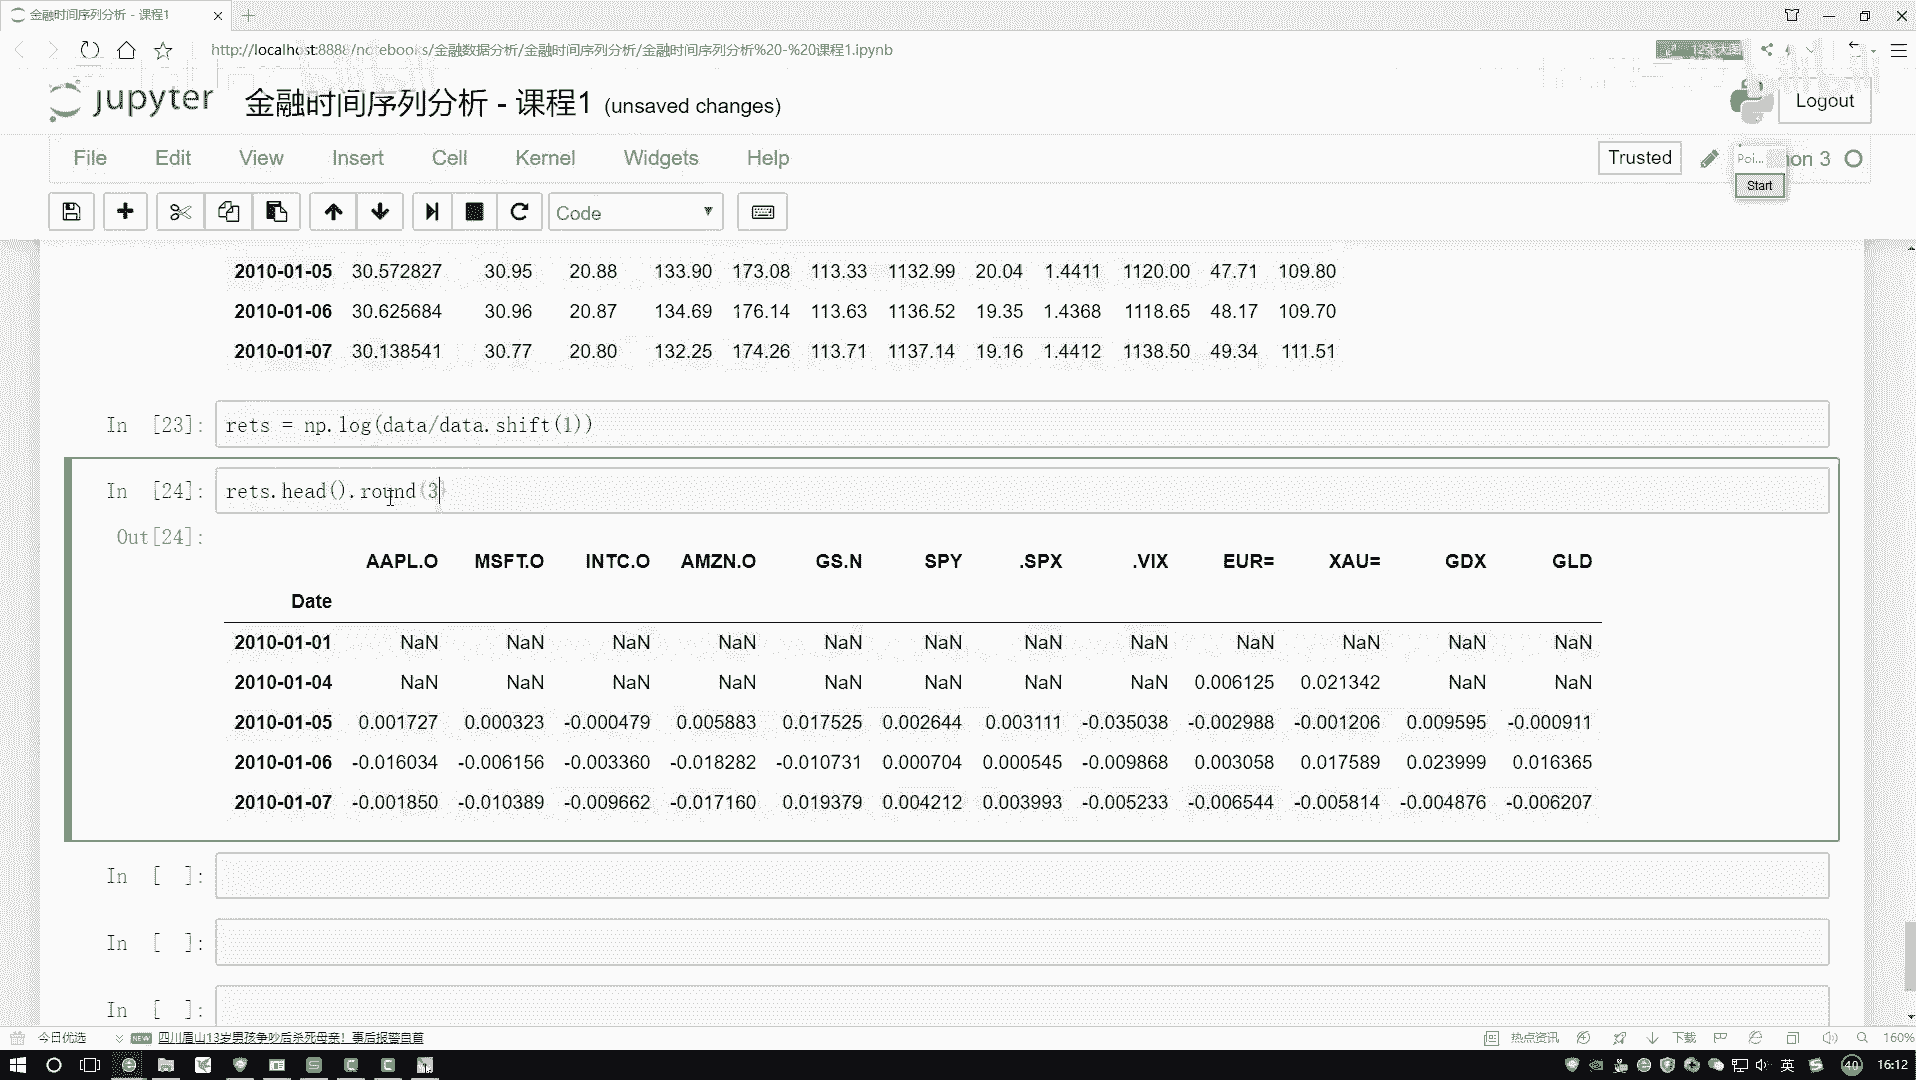 金融时间序列分析 - 课程1
http://localhost:8888/notebooks/金融数据分析/金融时间序列分析/金融时间序列分析%20-%20课程1.ipynb
jupyter 金融时间序列分析 - 课程1 (unsaved changes)
Logout
File Edit View Insert Cell Kernel Widgets Help
Trusted
Poi...
on 3
Start
Code
2010-01-05 30.572827 30.95 20.88 133.90 173.08 113.33 1132.99 20.04 1.4411 1120.00 47.71 109.80
2010-01-06 30.625684 30.96 20.87 134.69 176.14 113.63 1136.52 19.35 1.4368 1118.65 48.17 109.70
2010-01-07 30.138541 30.77 20.80 132.25 174.26 113.71 1137.14 19.16 1.4412 1138.50 49.34 111.51
In [23]: rets = np.log(data/data.shift(1))
In [24]: rets.head().round(3)
Out[24]:
AAPL.O MSFT.O INTC.O AMZN.O GS.N SPY .SPX .VIX EUR= XAU= GDX GLD
Date
2010-01-01 NaN NaN NaN NaN NaN NaN NaN NaN NaN NaN NaN NaN
2010-01-04 NaN NaN NaN NaN NaN NaN NaN NaN 0.006125 0.021342 NaN NaN
2010-01-05 0.001727 0.000323 -0.000479 0.005883 0.017525 0.002644 0.003111 -0.035038 -0.002988 -0.001206 0.009595 -0.000911
2010-01-06 -0.016034 -0.006156 -0.003360 -0.018282 -0.010731 0.000704 0.000545 -0.009868 0.003058 0.017589 0.023999 0.016365
2010-01-07 -0.001850 -0.010389 -0.009662 -0.017160 0.019379 0.004212 0.003993 -0.005233 -0.006544 -0.005814 -0.004876 -0.006207
In [ ]:
In [ ]:
In [ ]:
今日优选 NEW 四川眉山13岁男孩争吵后杀死母亲！事后报警自首
热点资讯 下载 160%
英 40 16:12